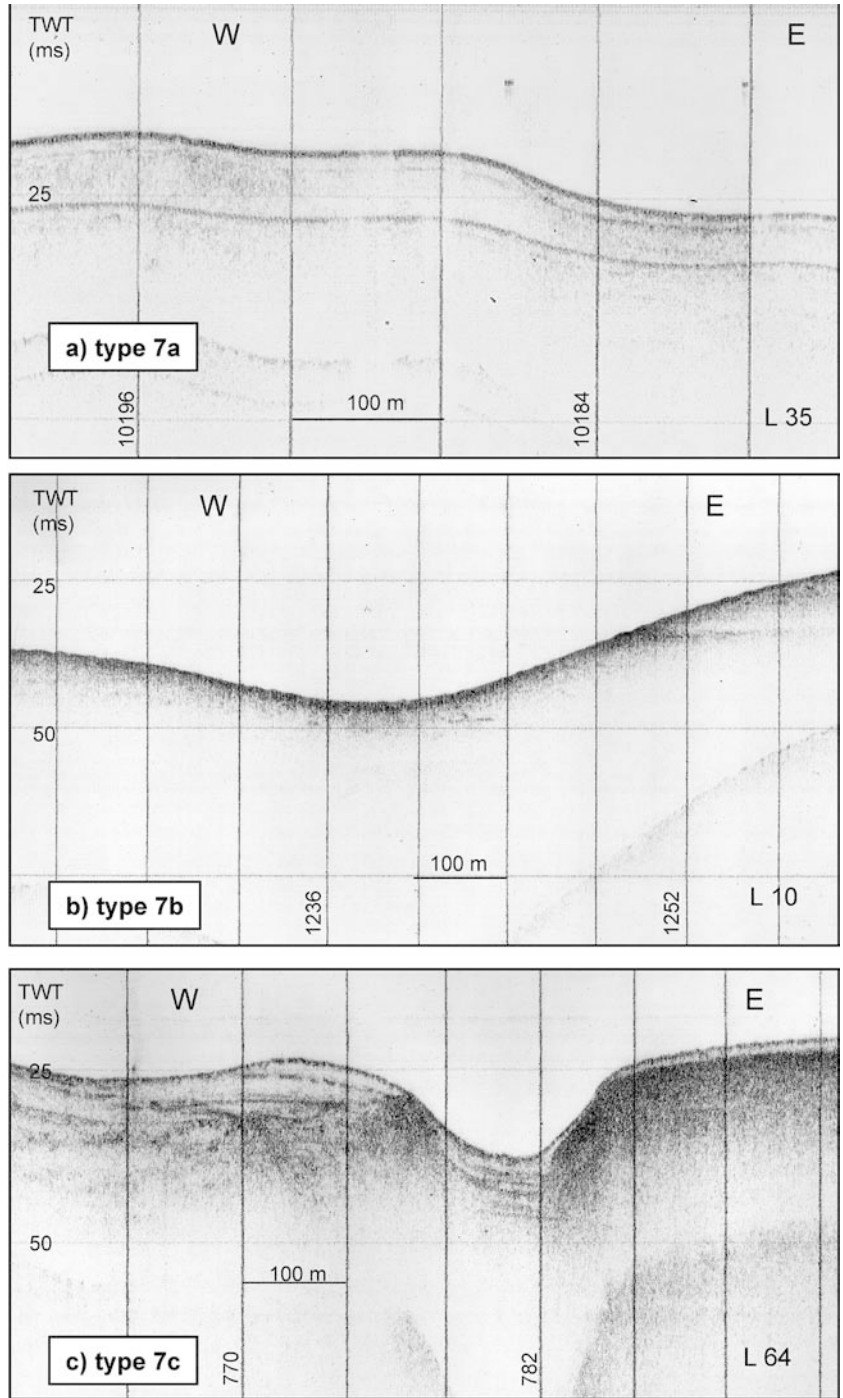 TWT
(ms)
W
E
25
a) type 7a
10196
100 m
10184
L 35
TWT
(ms)
W
E
25
50
100 m
b) type 7b
1236
1252
L 10
TWT
(ms)
W
E
25
50
100 m
c) type 7c
770
782
L 64